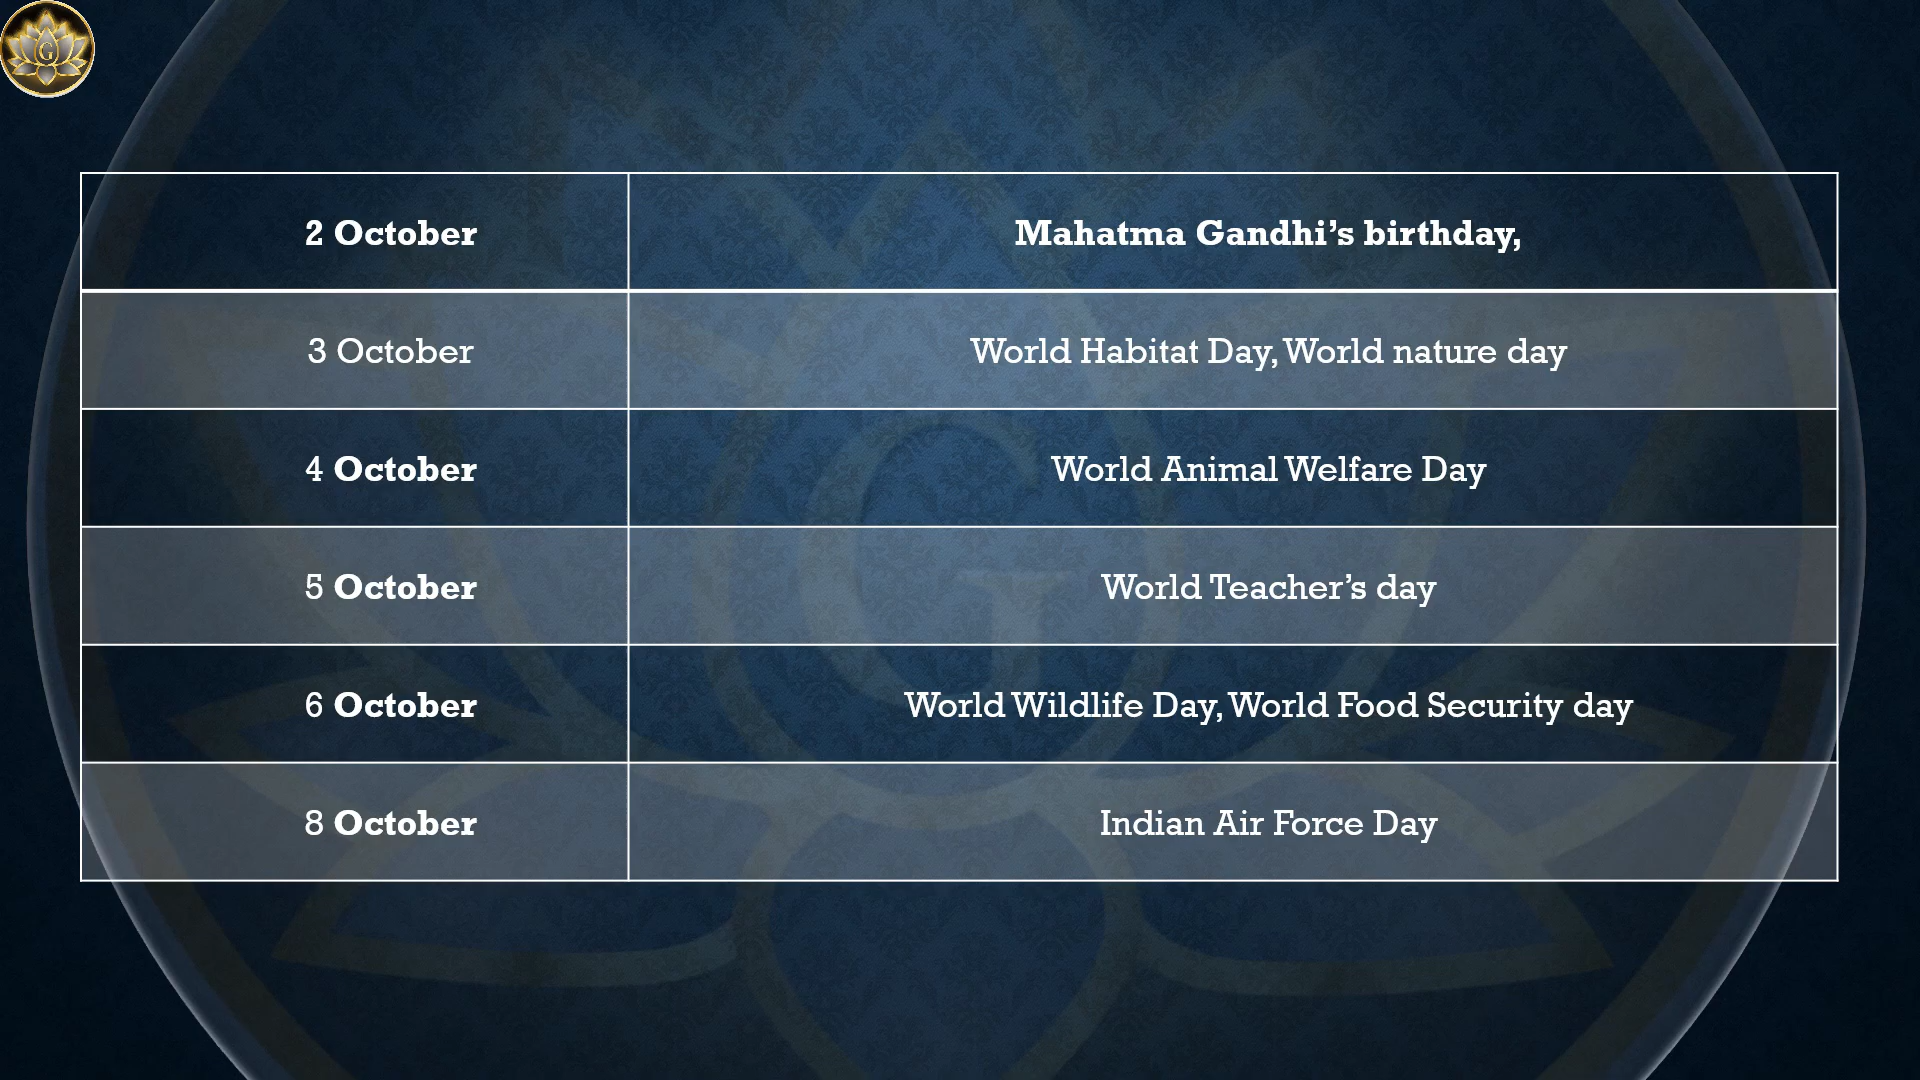 G
2 October Mahatma Gandhi’s birthday,
3 October World Habitat Day, World nature day
4 October World Animal Welfare Day
5 October World Teacher’s day
6 October World Wildlife Day, World Food Security day
8 October Indian Air Force Day